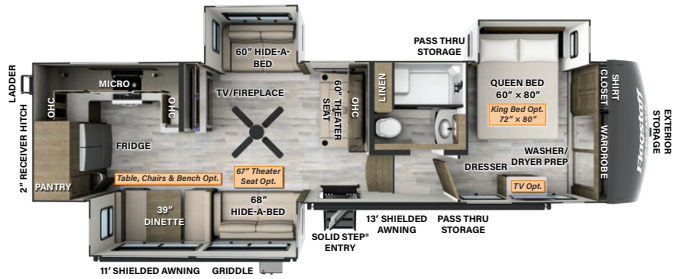 60" HIDE-A-
BED
PASS THRU
STORAGE
LADDER
MICRO
OHC
OHC
TV/FIREPLACE
60" THEATER
SEAT
OHC
LINEN
QUEEN BED
60" x 80"
King Bed Opt.
72" x 80"
SHIRT
CLOSET
WARDROBE
Flagstaff
EXTERIOR
STORAGE
2" RECEIVER HITCH
FRIDGE
PANTRY
Table, Chairs & Bench Opt.
67" Theater
Seat Opt.
WASHER/
DRYER PREP
DRESSER
TV Opt.
39"
DINETTE
68"
HIDE-A-BED
SOLID STEP®
ENTRY
13' SHIELDED
AWNING
PASS THRU
STORAGE
11' SHIELDED AWNING
GRIDDLE